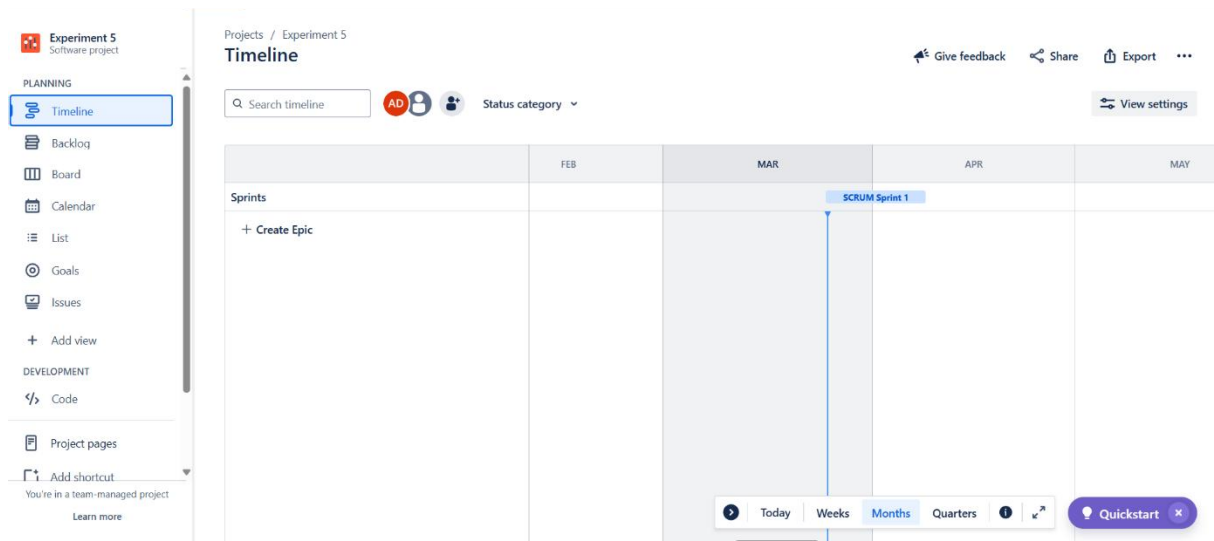 Experiment 5
Software project
PLANNING
Timeline
Backlog
Board
Calendar
List
Goals
Issues
+ Add view
DEVELOPMENT
</> Code
Project pages
Add shortcut
You're in a team-managed project
Learn more
Projects / Experiment 5
Timeline
Give feedback Share Export
Search timeline AD Status category View settings
FEB MAR APR MAY
Sprints SCRUM Sprint 1
+ Create Epic
Today Weeks Months Quarters Quickstart